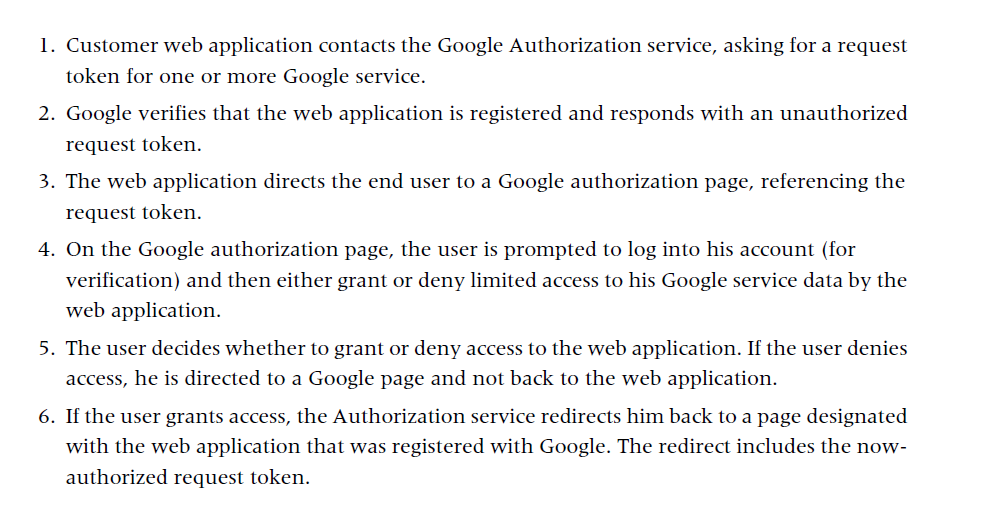 1. Customer web application contacts the Google Authorization service, asking for a request
token for one or more Google service.
2. Google verifies that the web application is registered and responds with an unauthorized
request token.
3. The web application directs the end user to a Google authorization page, referencing the
request token.
4. On the Google authorization page, the user is prompted to log into his account (for
verification) and then either grant or deny limited access to his Google service data by the
web application.
5. The user decides whether to grant or deny access to the web application. If the user denies
access, he is directed to a Google page and not back to the web application.
6. If the user grants access, the Authorization service redirects him back to a page designated
with the web application that was registered with Google. The redirect includes the now-
authorized request token.